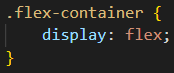 .flex-container {
    display: flex;
}